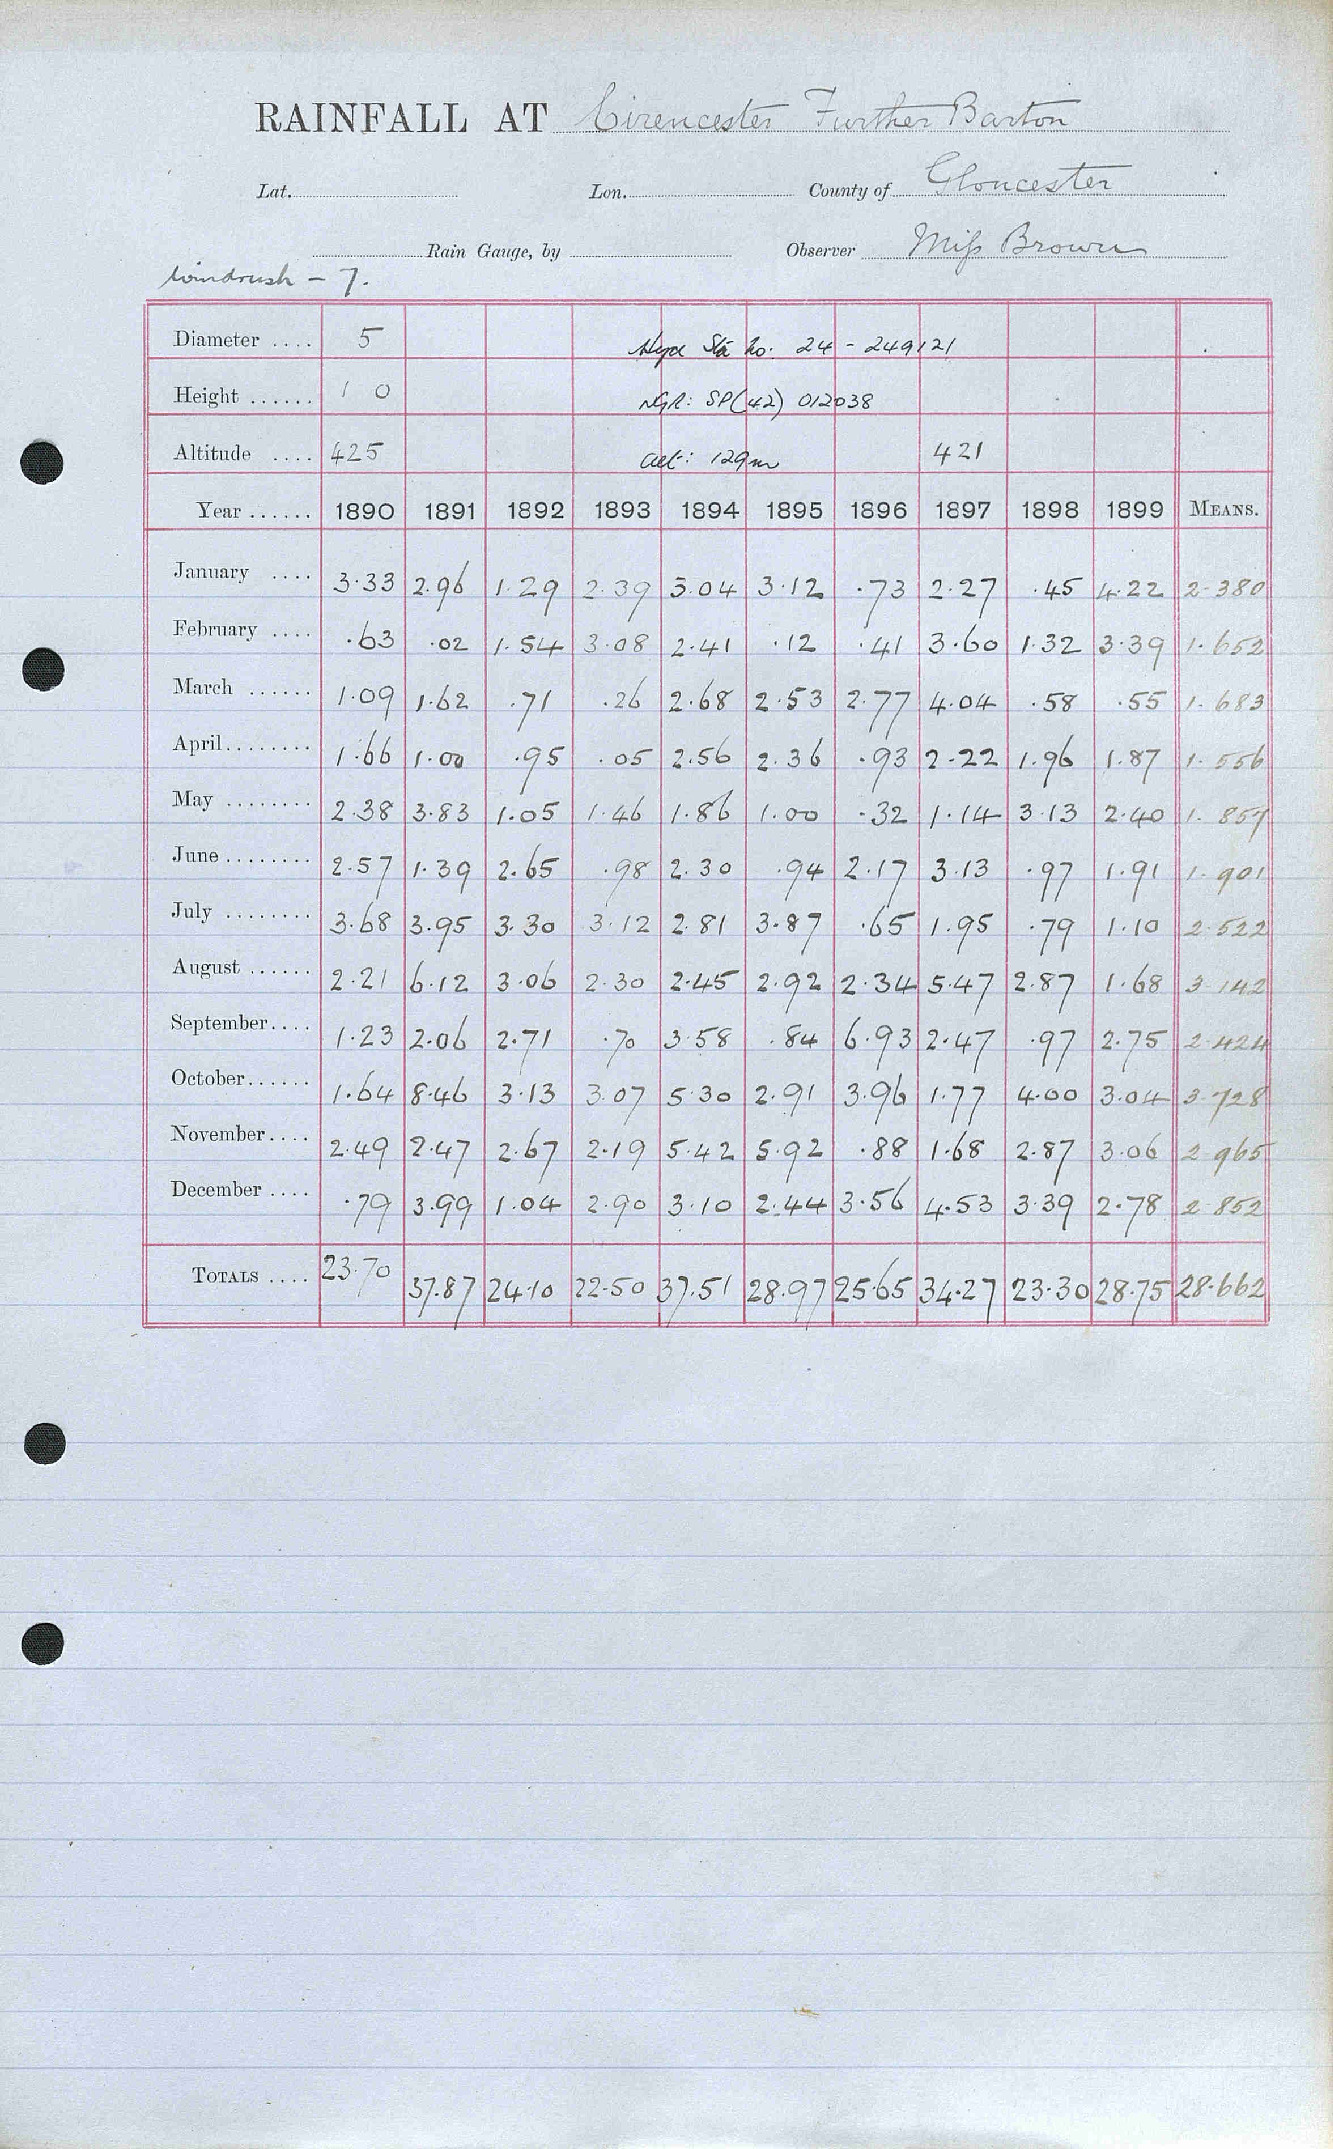 RAINFALL AT Cirencester Further Barton
Lat. Lon. County of Gloucester
Rain Gauge, by Observer Miss Brown
Windrush – 7.
Diameter .... 5 Hyd Sta No: 24 - 249121
Height ...... 1 0 NGR: SP(42) 012038
Altitude .... 425 alt: 129m 421
Year ...... 1890 1891 1892 1893 1894 1895 1896 1897 1898 1899 MEANS.
January .... 3.33 2.96 1.29 2.39 3.04 3.12 .73 2.27 .45 4.22 2.380
February .... .63 .02 1.54 3.08 2.41 .12 .41 3.60 1.32 3.39 1.652
March ...... 1.09 1.62 .71 .26 2.68 2.53 2.77 4.04 .58 .55 1.683
April........ 1.66 1.00 .95 .05 2.56 2.36 .93 2.22 1.96 1.87 1.556
May ........ 2.38 3.83 1.05 1.46 1.86 1.00 .32 1.14 3.13 2.40 1.857
June........ 2.57 1.39 2.65 .98 2.30 .94 2.17 3.13 .97 1.91 1.901
July ........ 3.68 3.95 3.30 3.12 2.81 3.87 .65 1.95 .79 1.10 2.522
August ...... 2.21 6.12 3.06 2.30 2.45 2.92 2.34 5.47 2.87 1.68 3.142
September.... 1.23 2.06 2.71 .70 3.58 .84 6.93 2.47 .97 2.75 2.424
October...... 1.64 8.46 3.13 3.07 5.30 2.91 3.96 1.77 4.00 3.04 3.728
November.... 2.49 2.47 2.67 2.19 5.42 5.92 .88 1.68 2.87 3.06 2.965
December .... .79 3.99 1.04 2.90 3.10 2.44 3.56 4.53 3.39 2.78 2.852
TOTALS .... 23.70 37.87 24.10 22.50 37.51 28.97 25.65 34.27 23.30 28.75 28.662